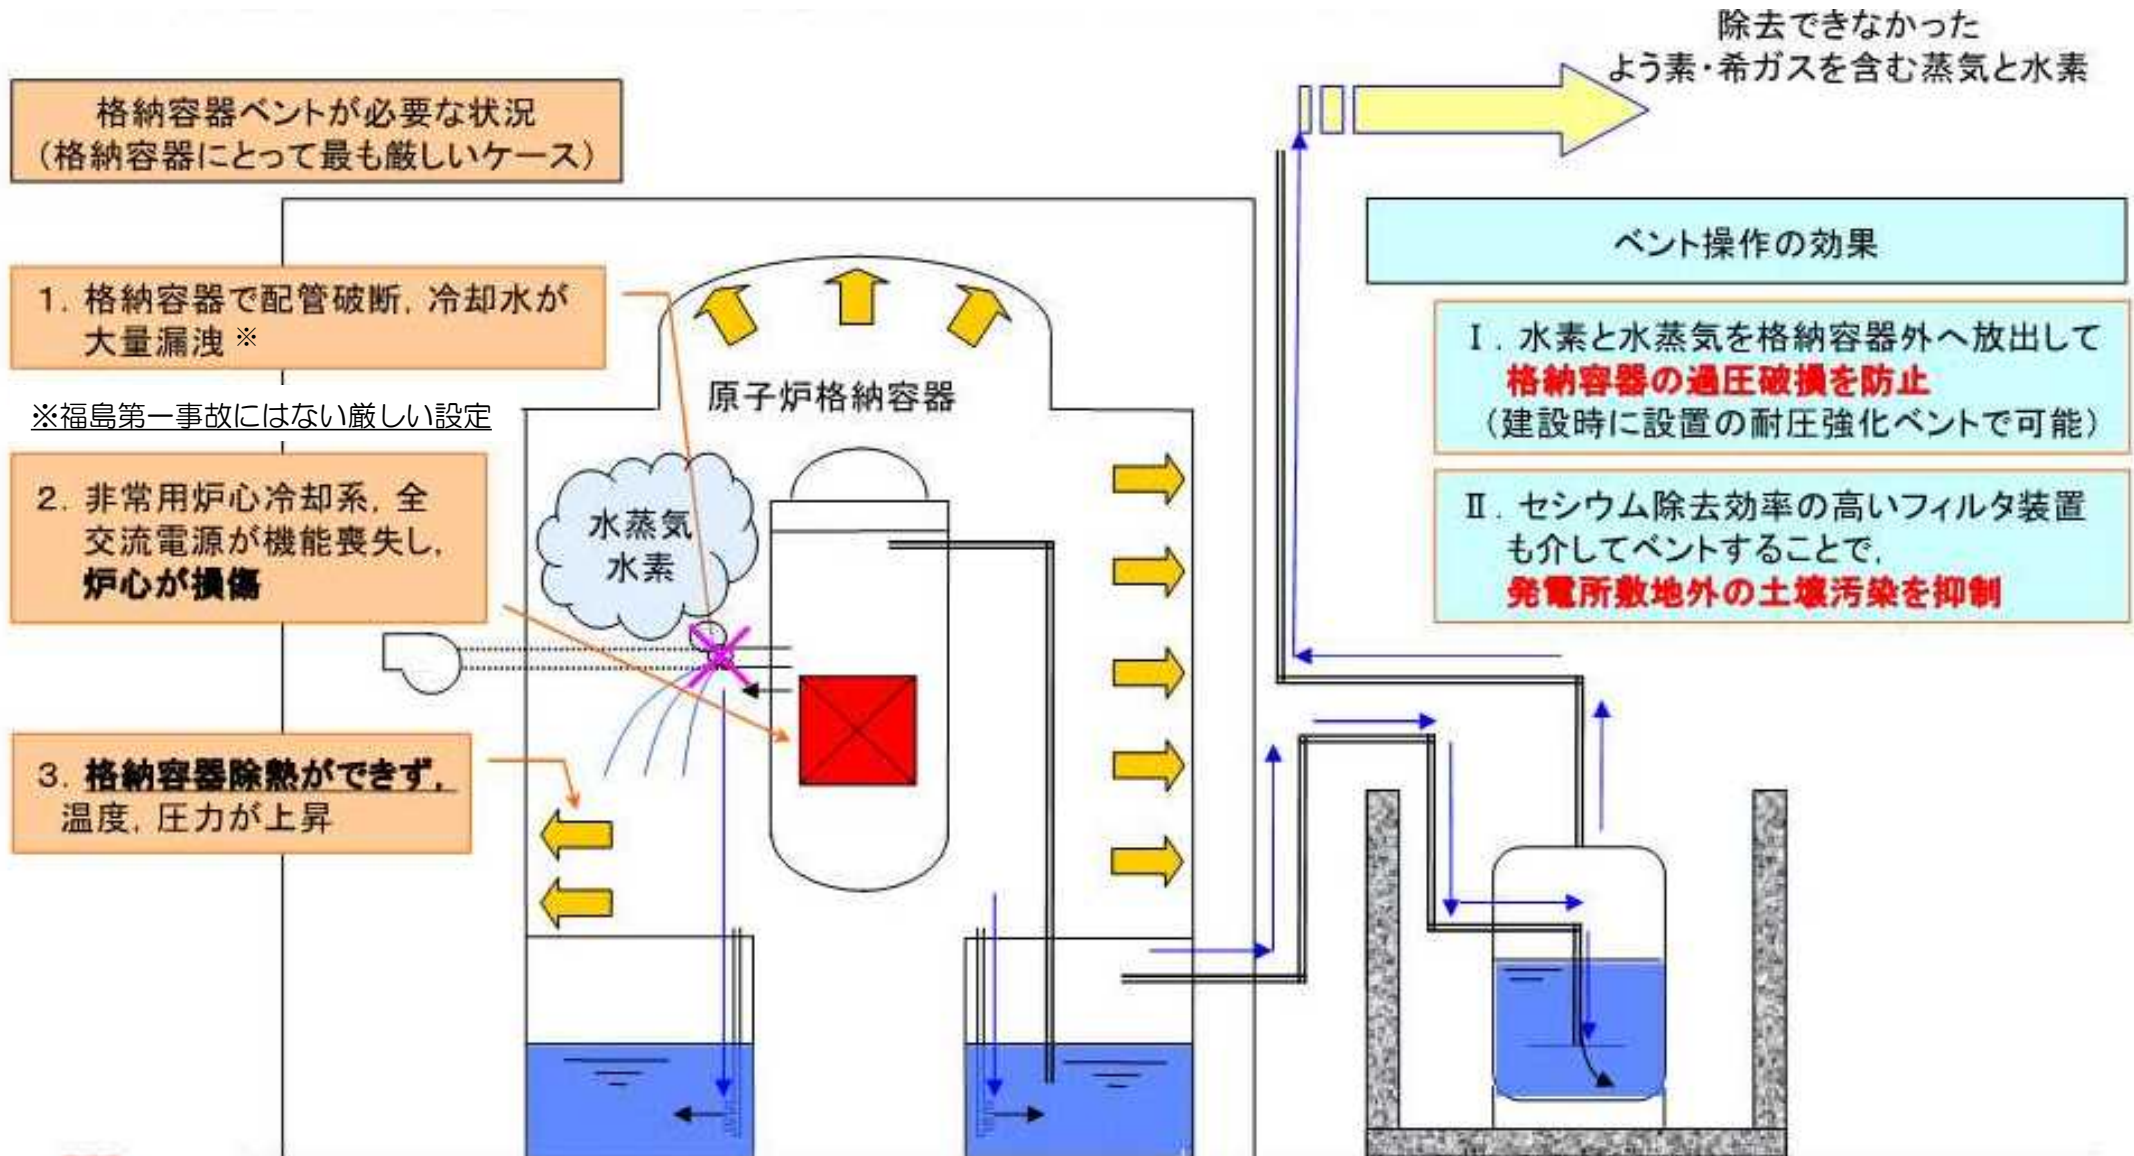 除去できなかった
よう素・希ガスを含む蒸気と水素
格納容器ベントが必要な状況
（格納容器にとって最も厳しいケース）
1．格納容器で配管破断，冷却水が
大量漏洩 ※
※福島第一事故にはない厳しい設定
2．非常用炉心冷却系，全
交流電源が機能喪失し，
炉心が損傷
3．格納容器除熱ができず，
温度，圧力が上昇
原子炉格納容器
水蒸気
水素
ベント操作の効果
Ⅰ．水素と水蒸気を格納容器外へ放出して
格納容器の過圧破損を防止
（建設時に設置の耐圧強化ベントで可能）
Ⅱ．セシウム除去効率の高いフィルタ装置
も介してベントすることで，
発電所敷地外の土壌汚染を抑制